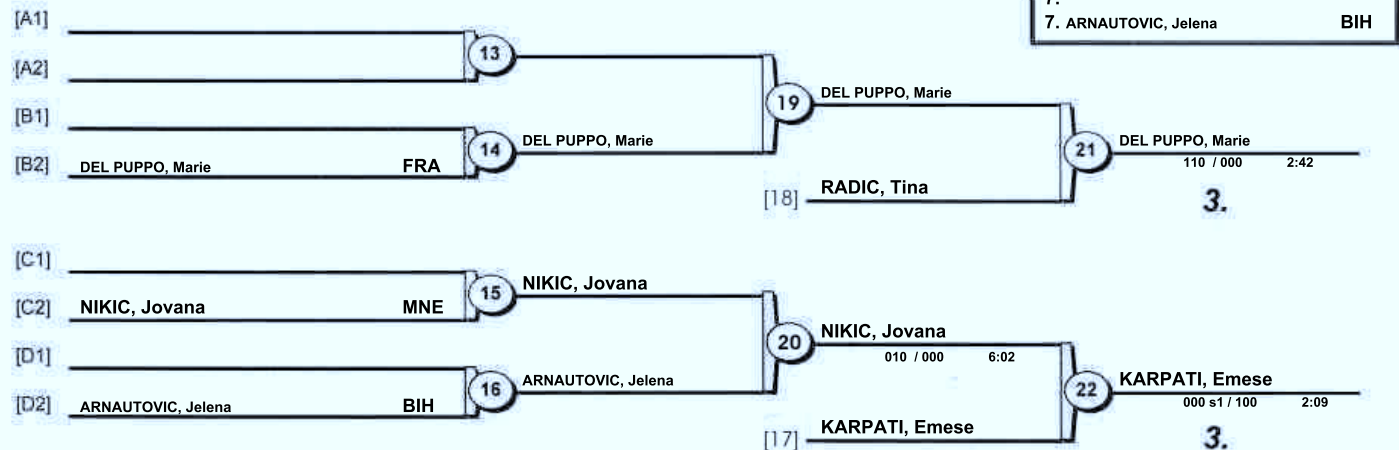 7.
7. ARNAUTOVIC, Jelena BIH
[A1]
13
[A2]
[B1]
14
[B2] DEL PUPPO, Marie FRA
DEL PUPPO, Marie
19
DEL PUPPO, Marie
[18] RADIC, Tina
21
DEL PUPPO, Marie
110 / 000 2:42
3.
[C1]
15
[C2] NIKIC, Jovana MNE
NIKIC, Jovana
[D1]
16
[D2] ARNAUTOVIC, Jelena BIH
ARNAUTOVIC, Jelena
20
NIKIC, Jovana
010 / 000 6:02
[17] KARPATI, Emese
22
KARPATI, Emese
000 s1 / 100 2:09
3.